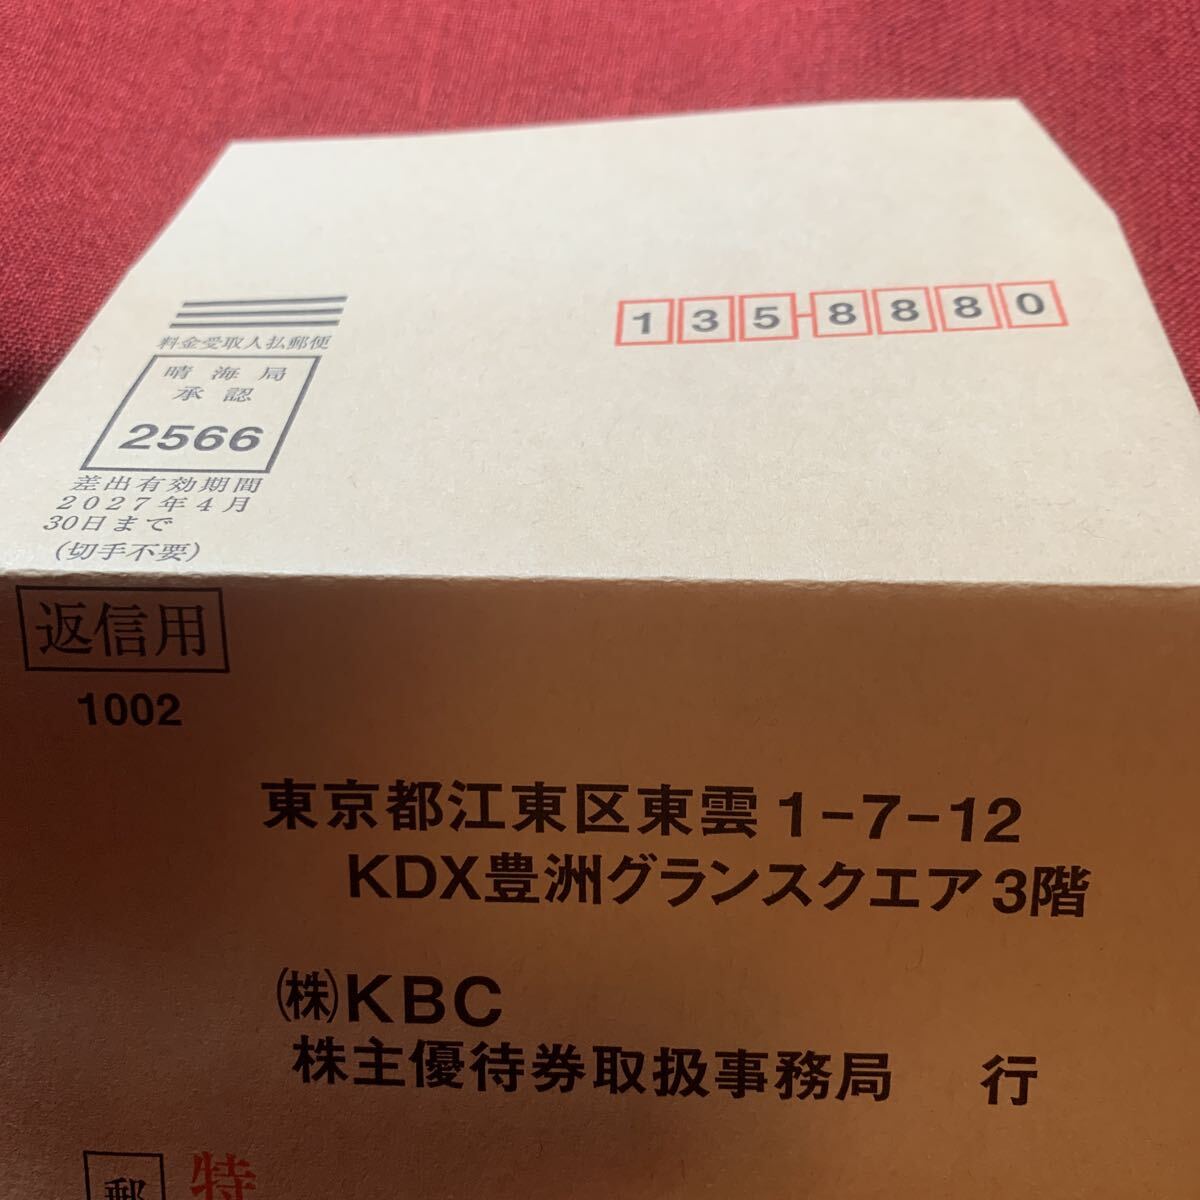 135-8880
料金受取人払郵便
晴海局
承認
2566
差出有効期間
2027年4月
30日まで
(切手不要)
返信用
1002
東京都江東区東雲1-7-12
KDX豊洲グランスクエア3階
(株)KBC
株主優待券取扱事務局 行
郵
特